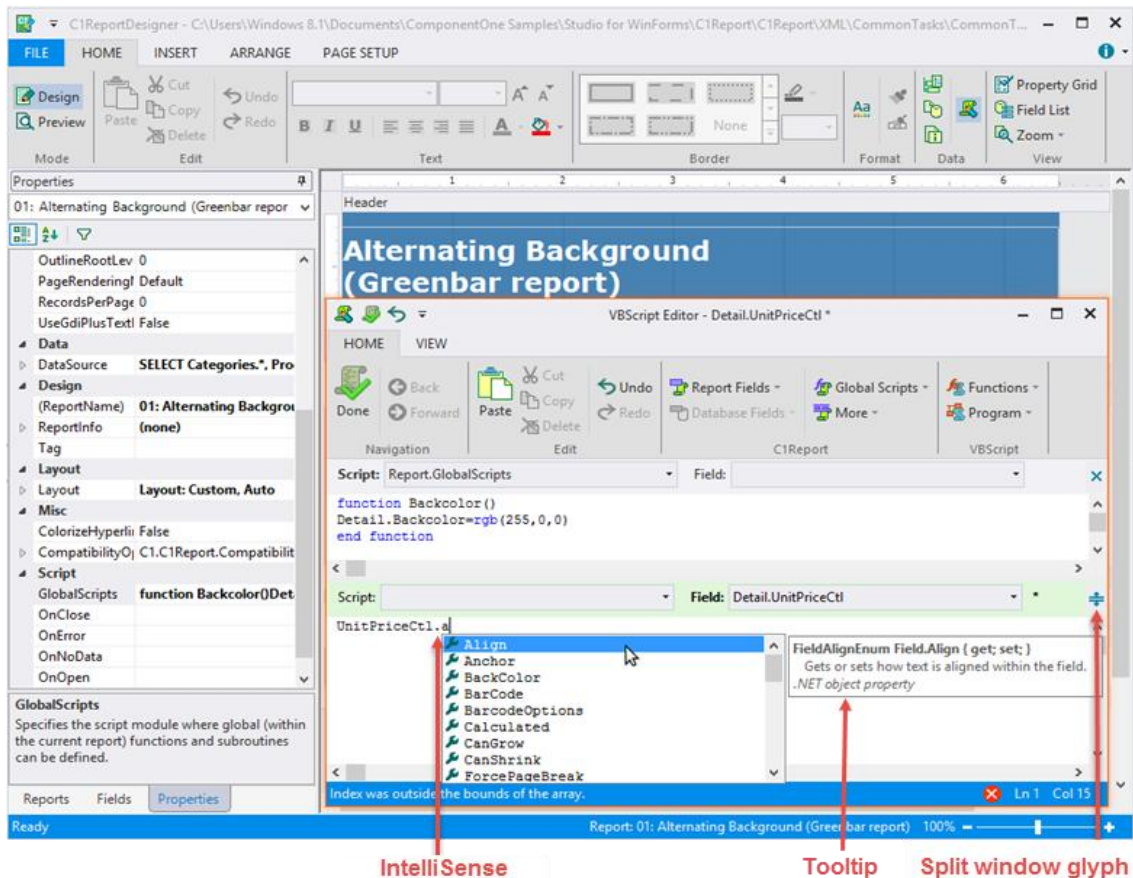 C1ReportDesigner - C:\Users\Windows 8.1\Documents\ComponentOne Samples\Studio for WinForms\C1Report\C1Report\XML\CommonTasks\CommonT...
FILE HOME INSERT ARRANGE PAGE SETUP
Design
Preview
Mode
Paste
Cut
Copy
Delete
Undo
Redo
Edit
B I U A
Text
None
Border
Aa
Format
Data
Property Grid
Field List
Zoom
View
Properties
01: Alternating Background (Greenbar repor
OutlineRootLev 0
PageRenderingM Default
RecordsPerPage 0
UseGdiPlusTextl False
Data
DataSource SELECT Categories.*, Pro
Design
(ReportName) 01: Alternating Backgrou
ReportInfo (none)
Tag
Layout
Layout Layout: Custom, Auto
Misc
ColorizeHyperlin False
CompatibilityO C1.C1Report.Compatibilit
Script
GlobalScripts function Backcolor()Det
OnClose
OnError
OnNoData
OnOpen
GlobalScripts
Specifies the script module where global (within
the current report) functions and subroutines
can be defined.
Reports Fields Properties
1 2 3 4 5 6
Header
Alternating Background
(Greenbar report)
VBScript Editor - Detail.UnitPriceCtl *
HOME VIEW
Done
Back
Forward
Navigation
Paste
Cut
Copy
Delete
Undo
Redo
Edit
Report Fields
Database Fields
Global Scripts
More
C1Report
Functions
Program
VBScript
Script: Report.GlobalScripts Field:
function Backcolor()
Detail.Backcolor=rgb(255,0,0)
end function
Script: Field: Detail.UnitPriceCtl *
UnitPriceCtl.a
Align
Anchor
BackColor
BarCode
BarcodeOptions
Calculated
CanGrow
CanShrink
ForcePageBreak
FieldAlignEnum Field.Align { get; set; }
Gets or sets how text is aligned within the field.
.NET object property
Index was outside the bounds of the array. Ln 1 Col 15
Ready Report: 01: Alternating Background (Greenbar report) 100%
IntelliSense Tooltip Split window glyph